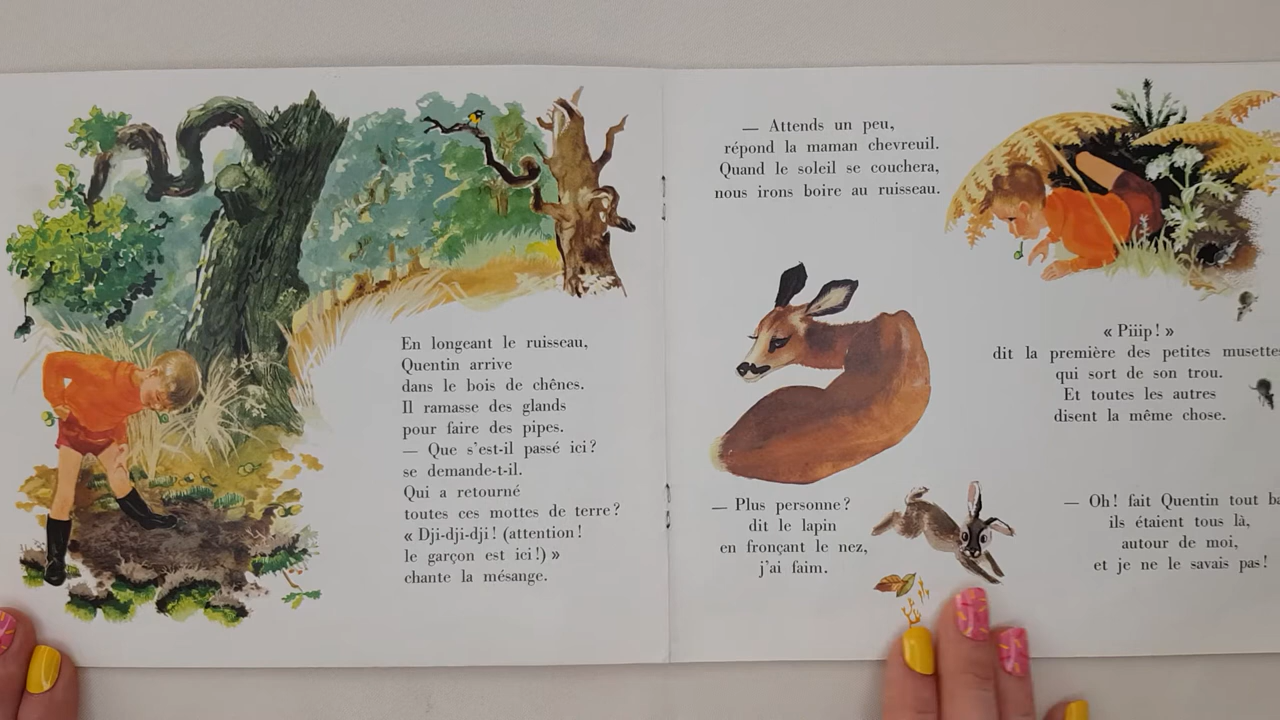 En longeant le ruisseau,
Quentin arrive
dans le bois de chênes.
Il ramasse des glands
pour faire des pipes.
— Que s'est-il passé ici?
se demande-t-il.
Qui a retourné
toutes ces mottes de terre?
« Dji-dji-dji! (attention!
le garçon est ici!) »
chante la mésange.
— Attends un peu,
répond la maman chevreuil.
Quand le soleil se couchera,
nous irons boire au ruisseau.
— Plus personne?
dit le lapin
en fronçant le nez,
j'ai faim.
« Piiip! »
dit la première des petites musettes
qui sort de son trou.
Et toutes les autres
disent la même chose.
— Oh! fait Quentin tout
ils étaient tous là,
autour de moi,
et je ne le savais pas!